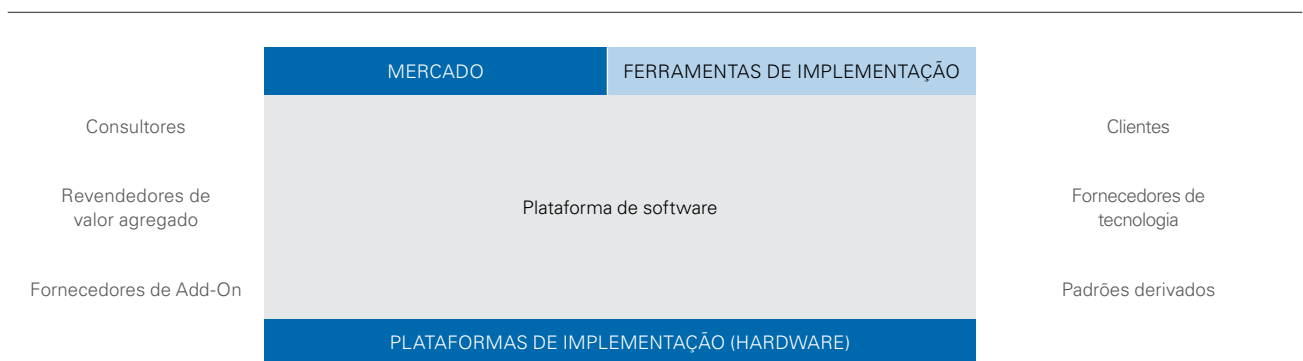 MERCADO
FERRAMENTAS DE IMPLEMENTAÇÃO
Consultores
Clientes
Revendedores de
valor agregado
Plataforma de software
Fornecedores de
tecnologia
Fornecedores de Add-On
Padrões derivados
PLATAFORMAS DE IMPLEMENTAÇÃO (HARDWARE)